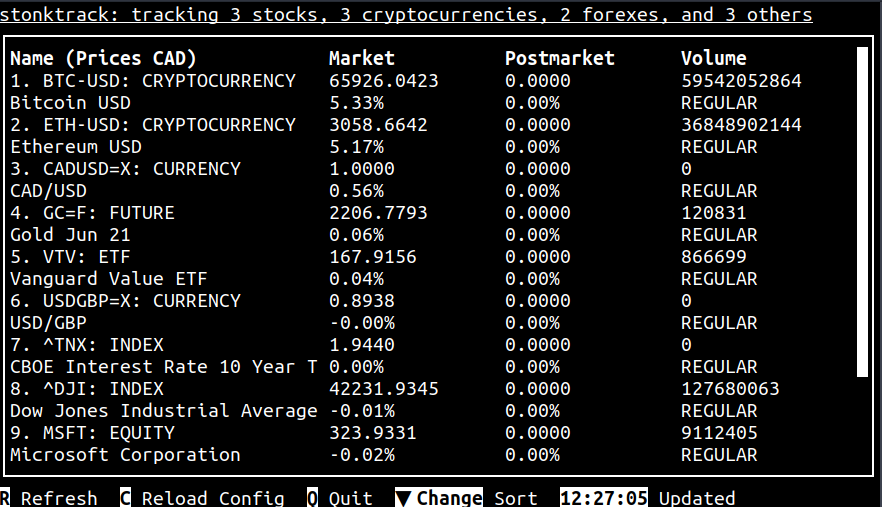 stonktrack: tracking 3 stocks, 3 cryptocurrencies, 2 forexes, and 3 others
Name (Prices CAD) Market Postmarket Volume
1. BTC-USD: CRYPTOCURRENCY 65926.0423 0.0000 59542052864
Bitcoin USD 5.33% 0.00% REGULAR
2. ETH-USD: CRYPTOCURRENCY 3058.6642 0.0000 36848902144
Ethereum USD 5.17% 0.00% REGULAR
3. CADUSD=X: CURRENCY 1.0000 0.0000 0
CAD/USD 0.56% 0.00% REGULAR
4. GC=F: FUTURE 2206.7793 0.0000 120831
Gold Jun 21 0.06% 0.00% REGULAR
5. VTV: ETF 167.9156 0.0000 866699
Vanguard Value ETF 0.04% 0.00% REGULAR
6. USDGBP=X: CURRENCY 0.8938 0.0000 0
USD/GBP -0.00% 0.00% REGULAR
7. ^TNX: INDEX 1.9440 0.0000 0
CBOE Interest Rate 10 Year T 0.00% 0.00% REGULAR
8. ^DJI: INDEX 42231.9345 0.0000 127680063
Dow Jones Industrial Average -0.01% 0.00% REGULAR
9. MSFT: EQUITY 323.9331 0.0000 9112405
Microsoft Corporation -0.02% 0.00% REGULAR
R Refresh C Reload Config Q Quit ▼ Change Sort 12:27:05 Updated